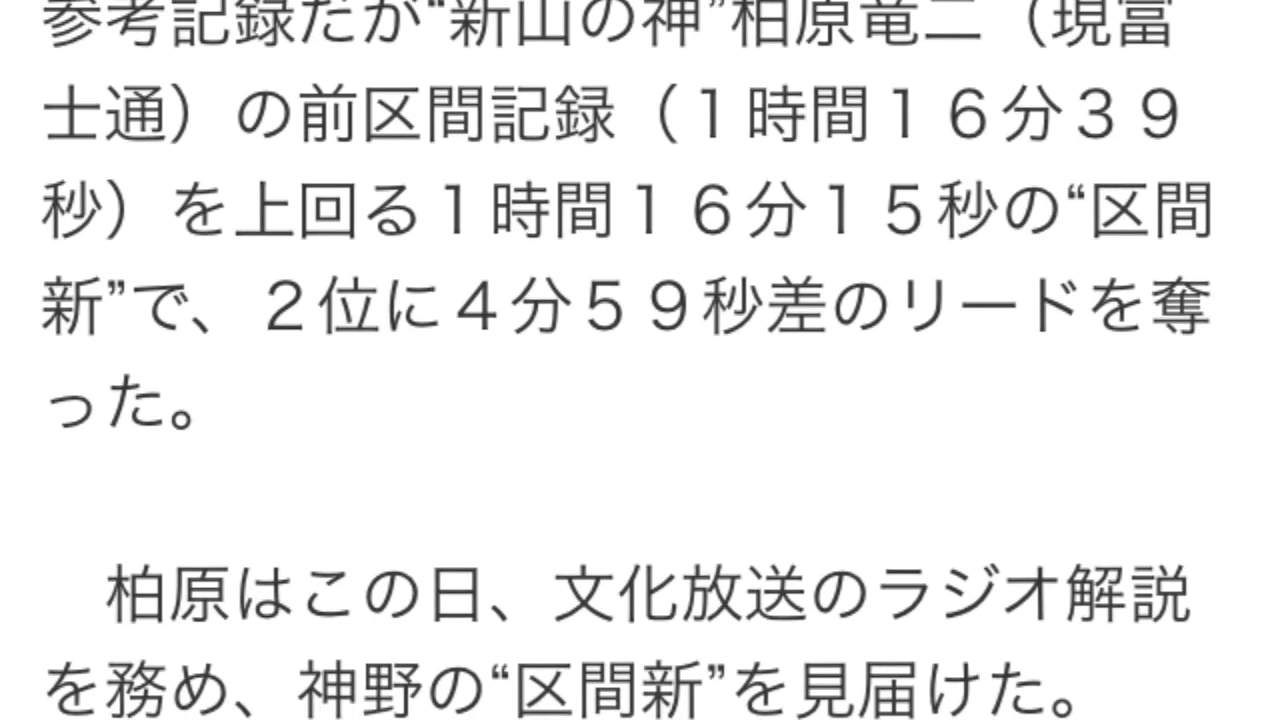 参考記録だが“新山の神”柏原竜二（現富
士通）の前区間記録（１時間１６分３９
秒）を上回る１時間１６分１５秒の“区間
新”で、２位に４分５９秒差のリードを奪
った。
　柏原はこの日、文化放送のラジオ解説
を務め、神野の“区間新”を見届けた。